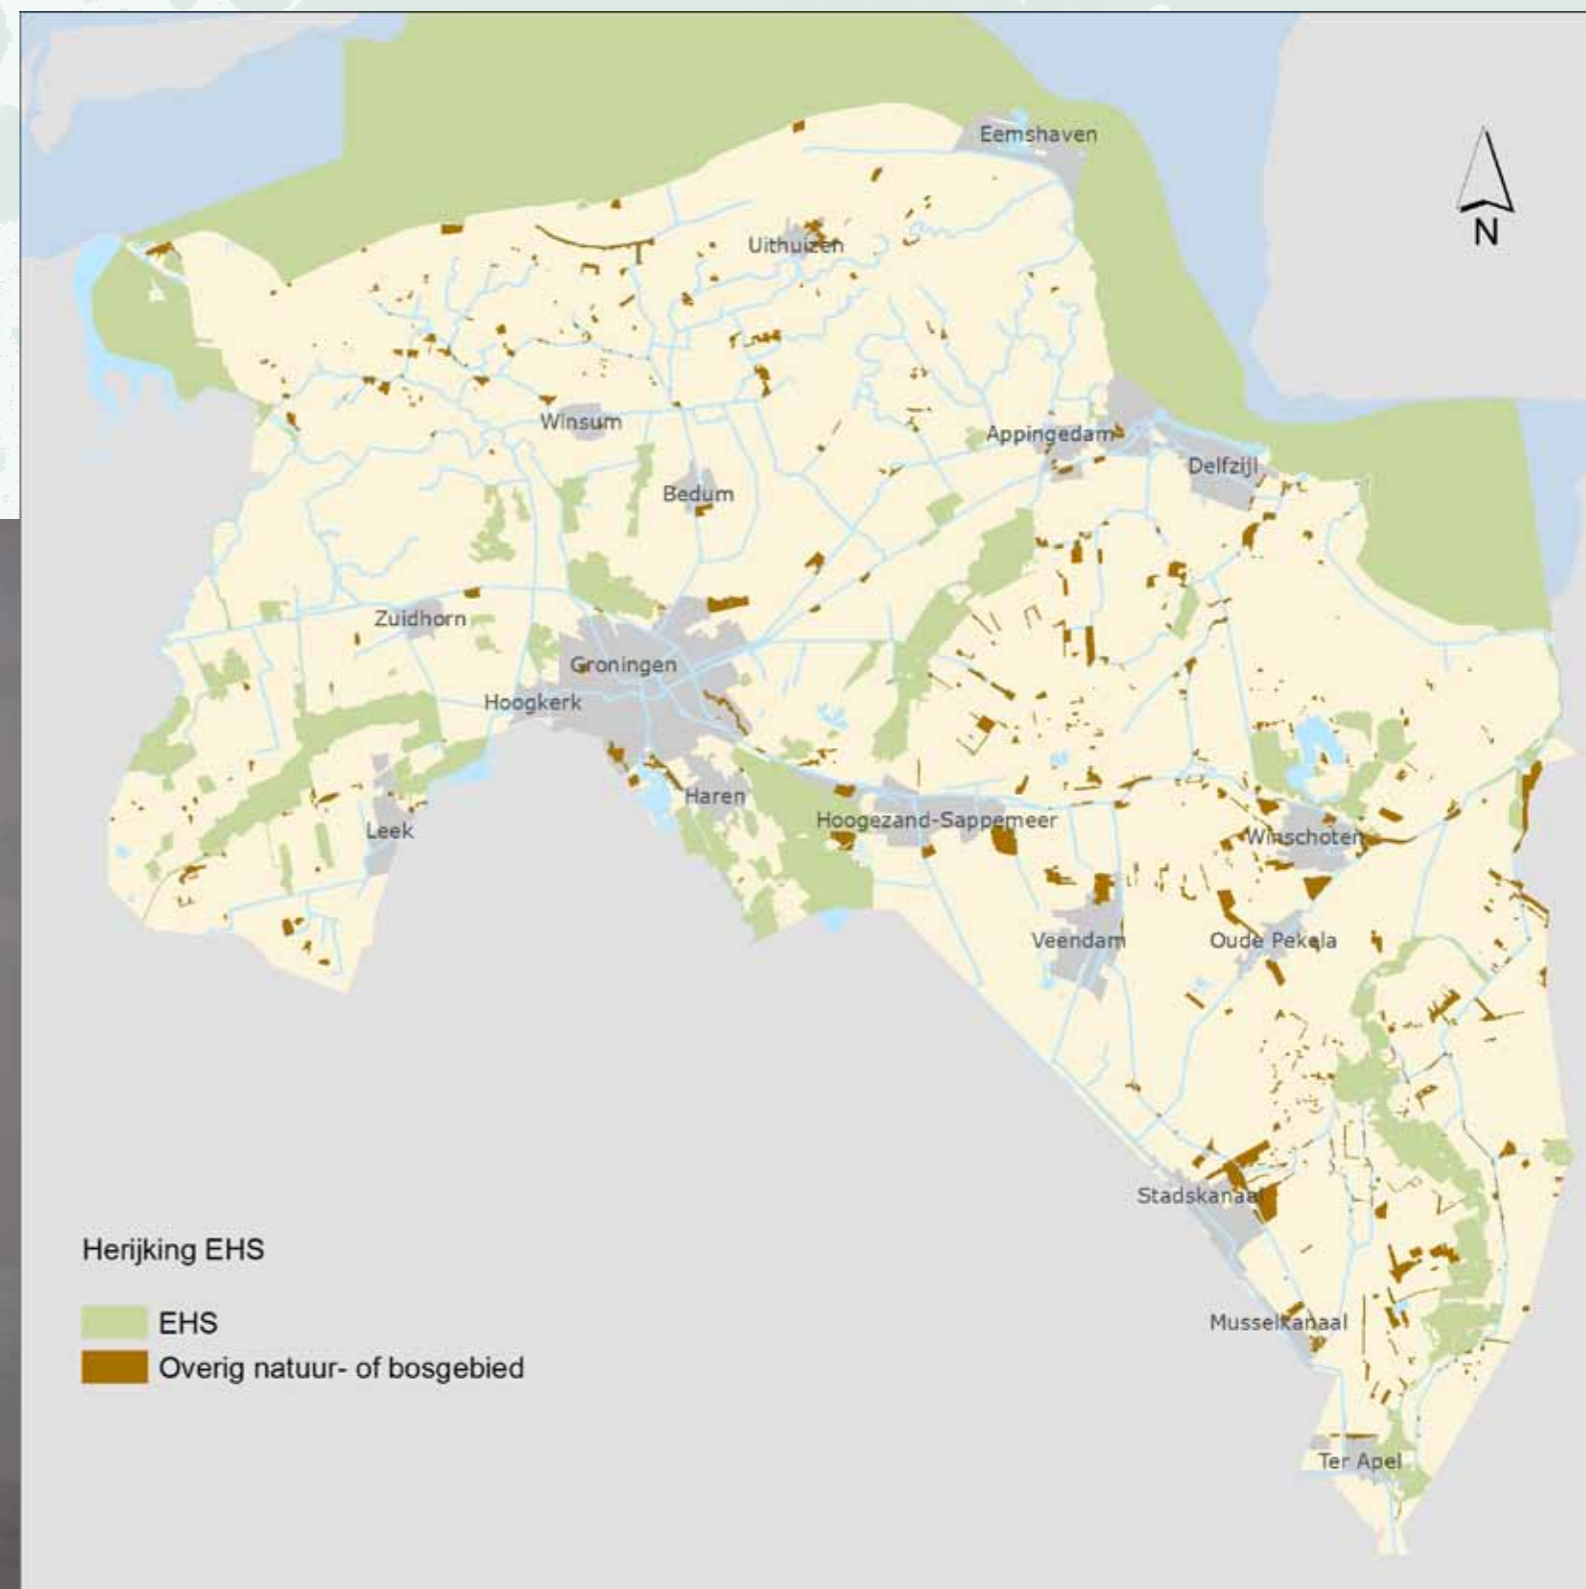 Eemshaven
N
Uithuizen
Winsum
Appingedam
Delfzijl
Bedum
Zuidhorn
Groningen
Hoogkerk
Haren
Hoogezand-Sappemeer
Leek
Winschoten
Veendam
Oude Pekela
Stadskanaal
Herijking EHS
EHS
Musselkanaal
Overig natuur- of bosgebied
Ter Apel